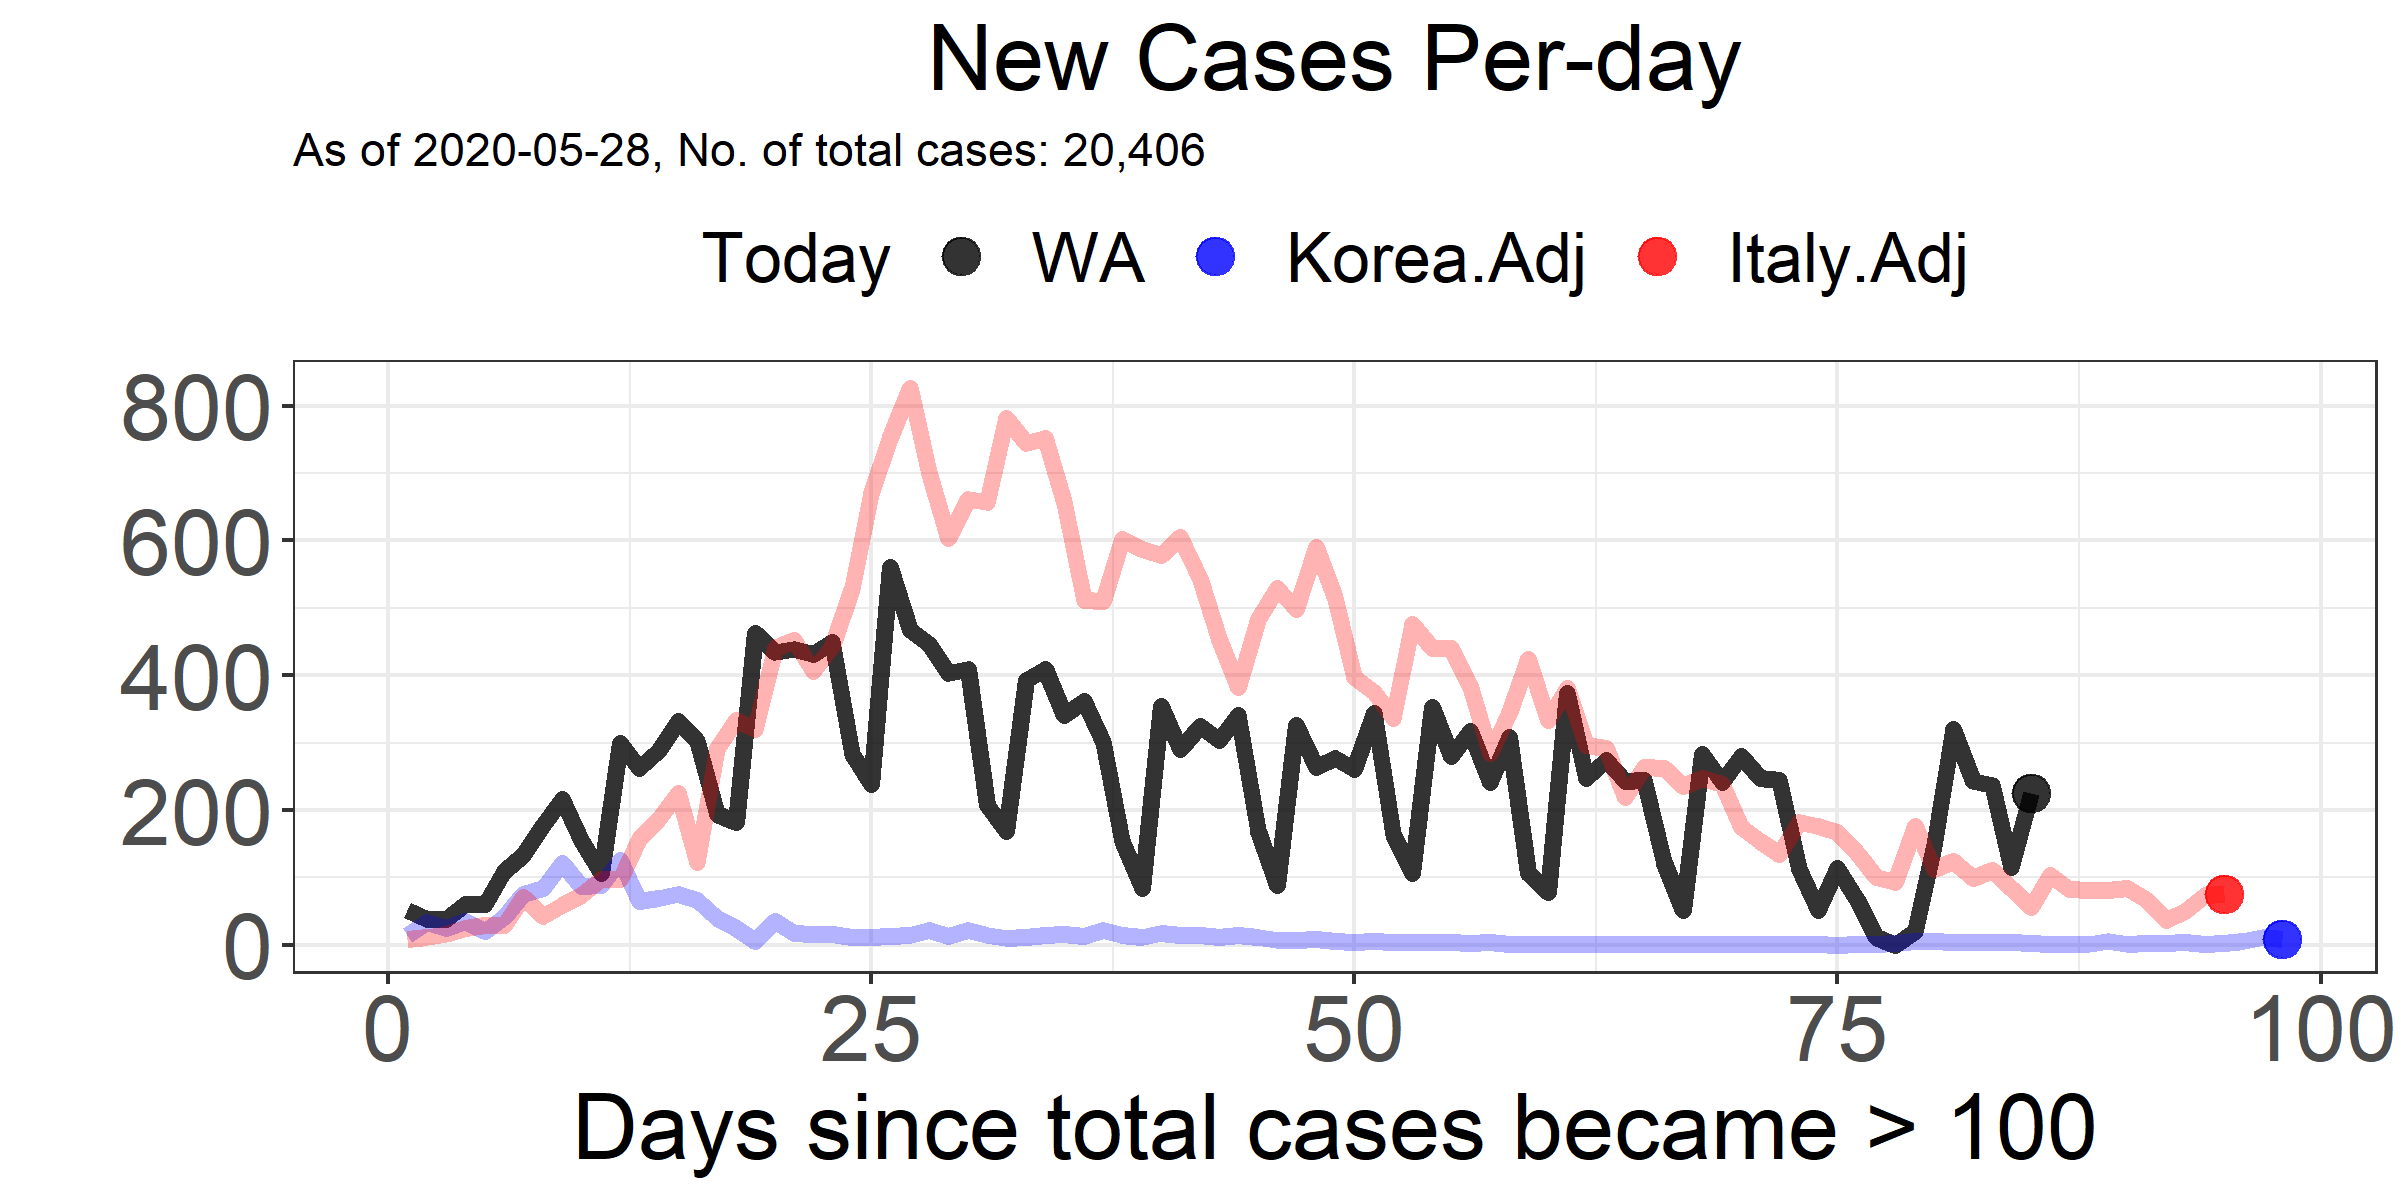 New Cases Per-day
As of 2020-05-28, No. of total cases: 20,406
Today WA Korea.Adj Italy.Adj
800
600
400
200
0
0 25 50 75 100
Days since total cases became > 100